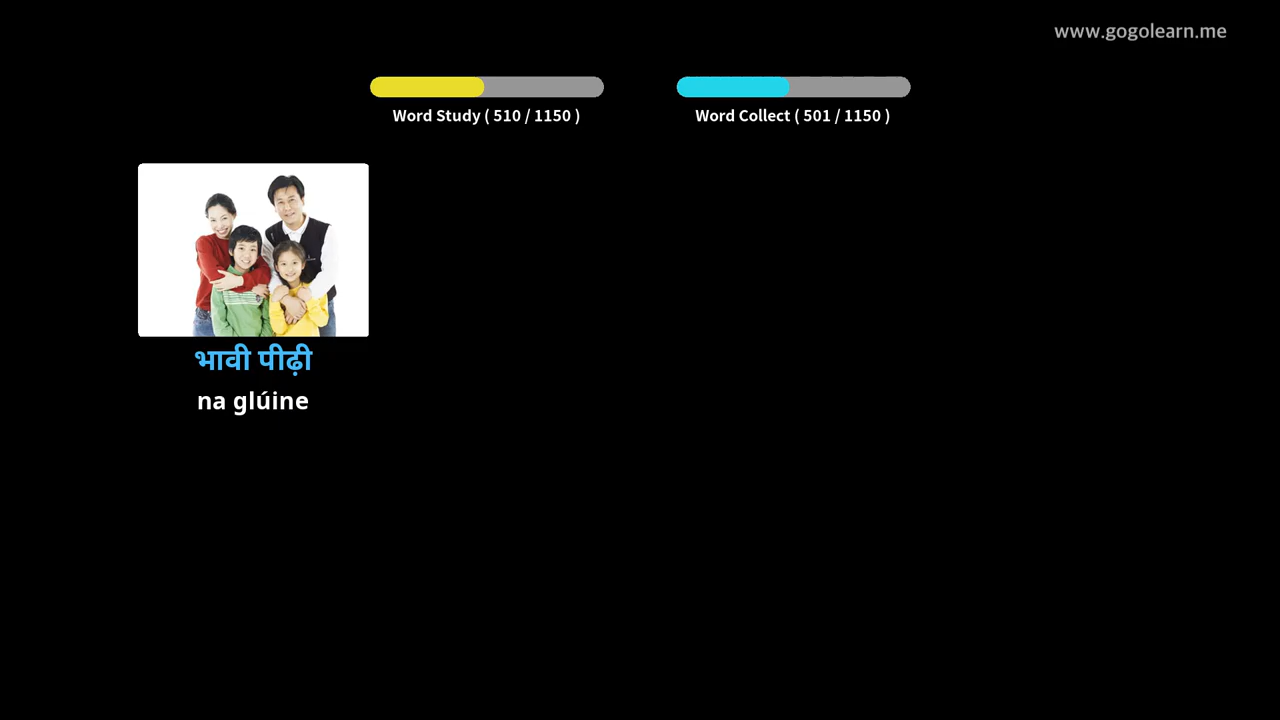 www.gogolearn.me
Word Study ( 510 / 1150 )
Word Collect ( 501 / 1150 )
भावी पीढ़ी
na glúine